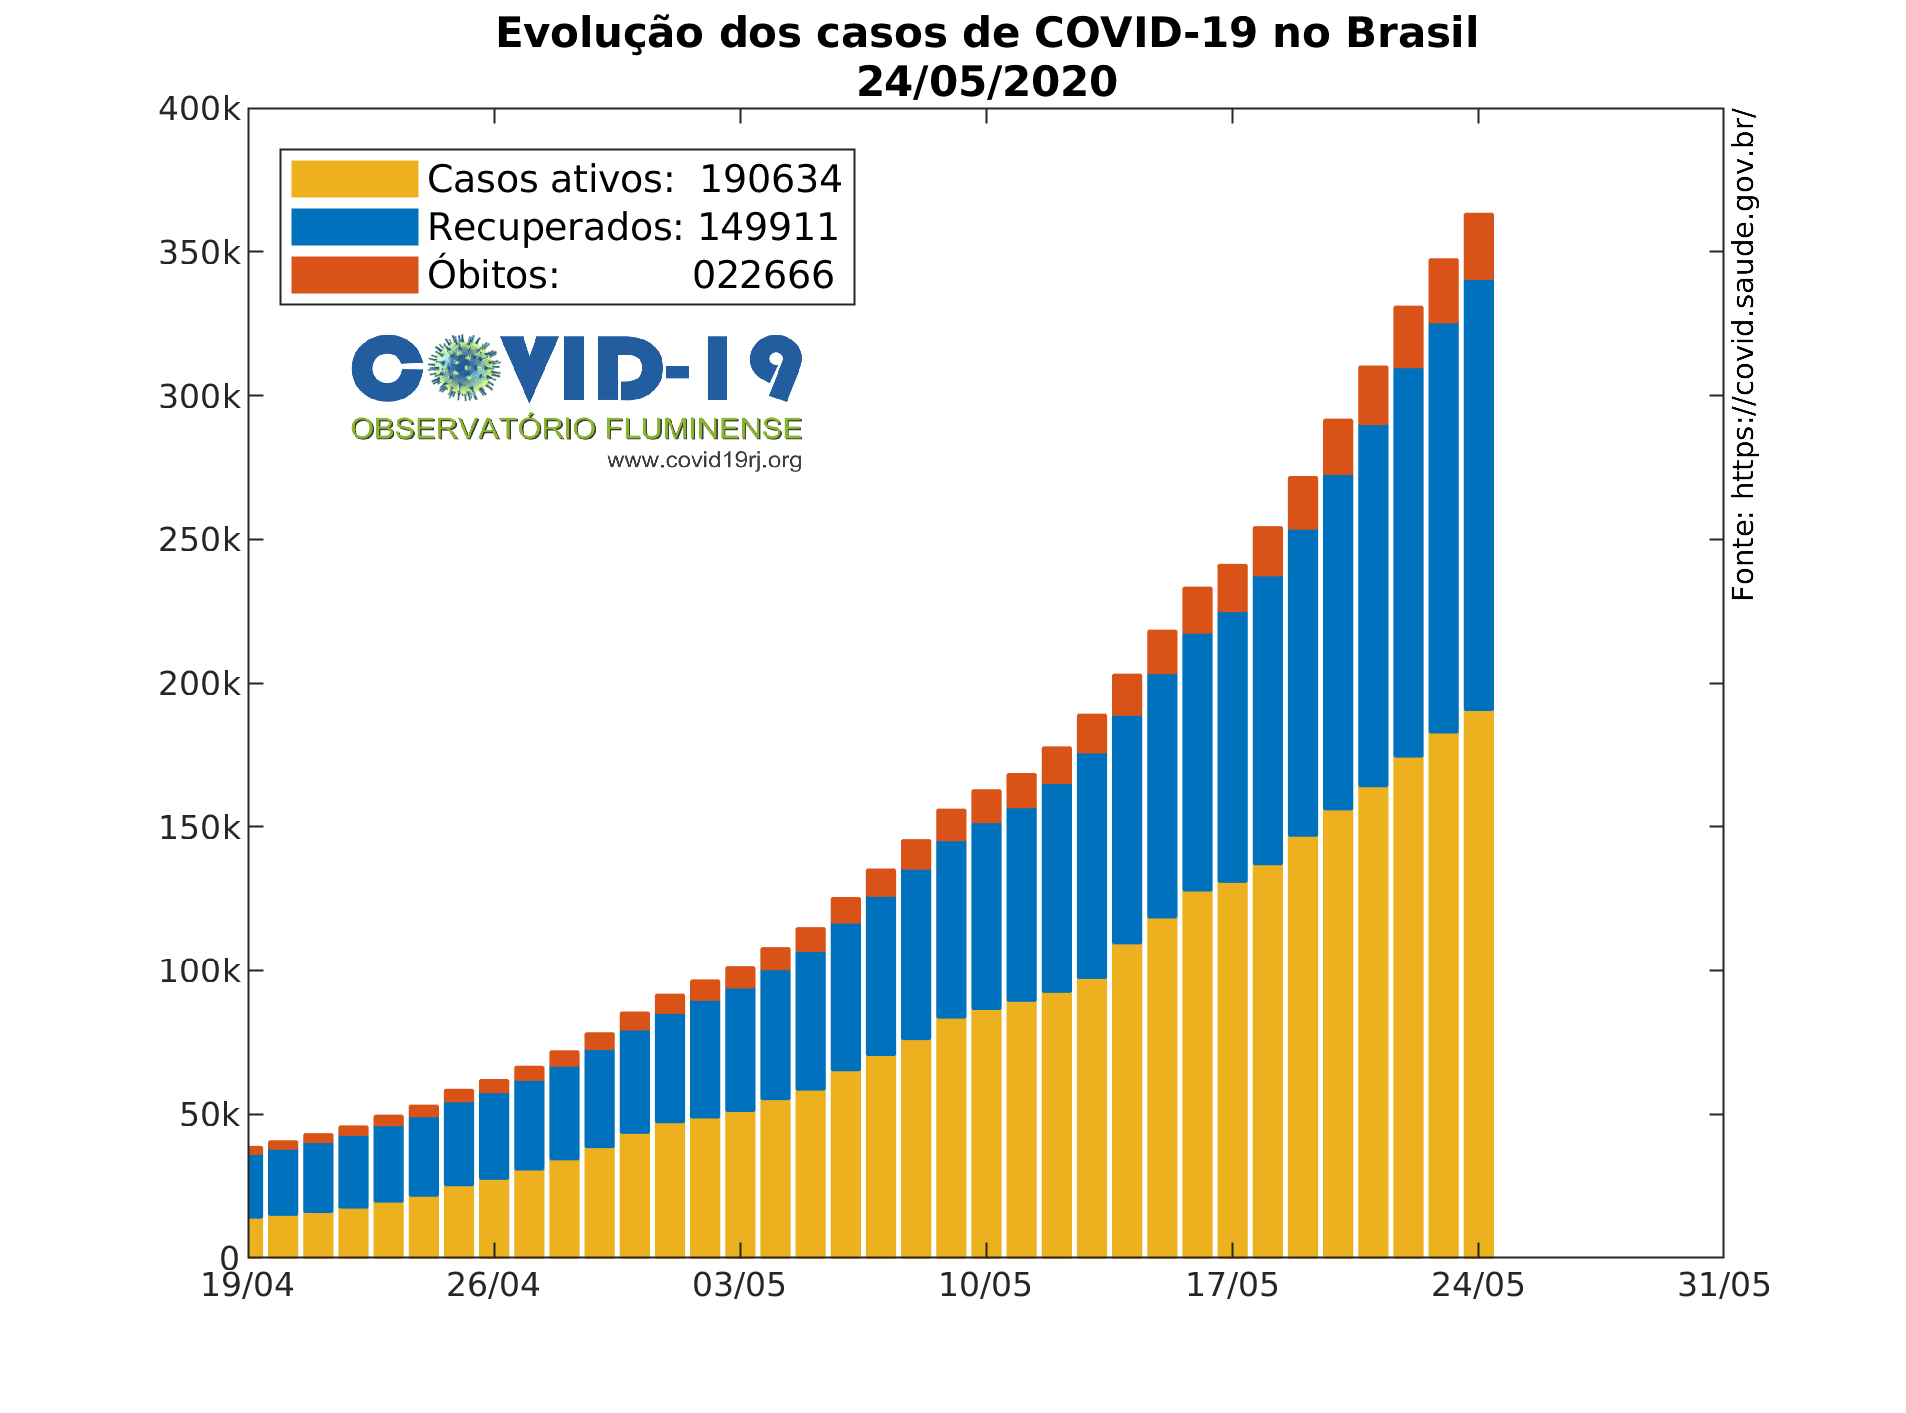 Evolução dos casos de COVID-19 no Brasil
24/05/2020
400k
350k
300k
250k
200k
150k
100k
50k
0
Casos ativos: 190634
Recuperados: 149911
Óbitos: 022666
COVID-19
OBSERVATÓRIO FLUMINENSE
www.covid19rj.org
19/04 26/04 03/05 10/05 17/05 24/05 31/05
Fonte: https://covid.saude.gov.br/